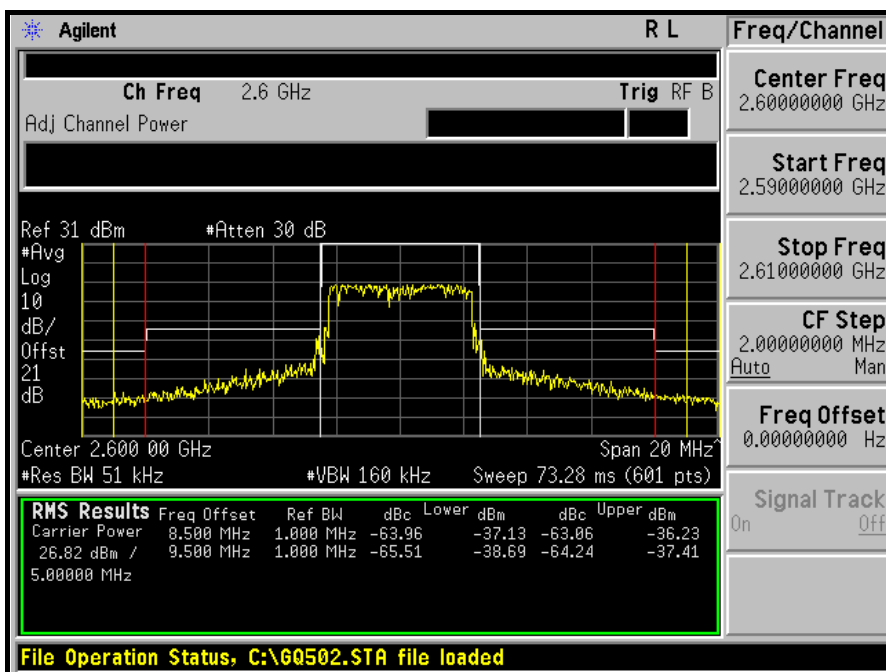 Agilent R L Freq/Channel
Ch Freq 2.6 GHz Trig RF B
Adj Channel Power
Center Freq
2.60000000 GHz
Start Freq
2.59000000 GHz
Stop Freq
2.61000000 GHz
CF Step
2.00000000 MHz
Auto Man
Freq Offset
0.00000000 Hz
Signal Track
On Off
Ref 31 dBm #Atten 30 dB
#Avg
Log
10
dB/
Offst
21
dB
Center 2.600 00 GHz Span 20 MHz^
#Res BW 51 kHz #VBW 160 kHz Sweep 73.28 ms (601 pts)
RMS Results Freq Offset Ref BW dBc Lower dBm dBc Upper dBm
Carrier Power 8.500 MHz 1.000 MHz -63.96 -37.13 -63.06 -36.23
26.82 dBm / 9.500 MHz 1.000 MHz -65.51 -38.69 -64.24 -37.41
5.00000 MHz
File Operation Status, C:\GQ502.STA file loaded